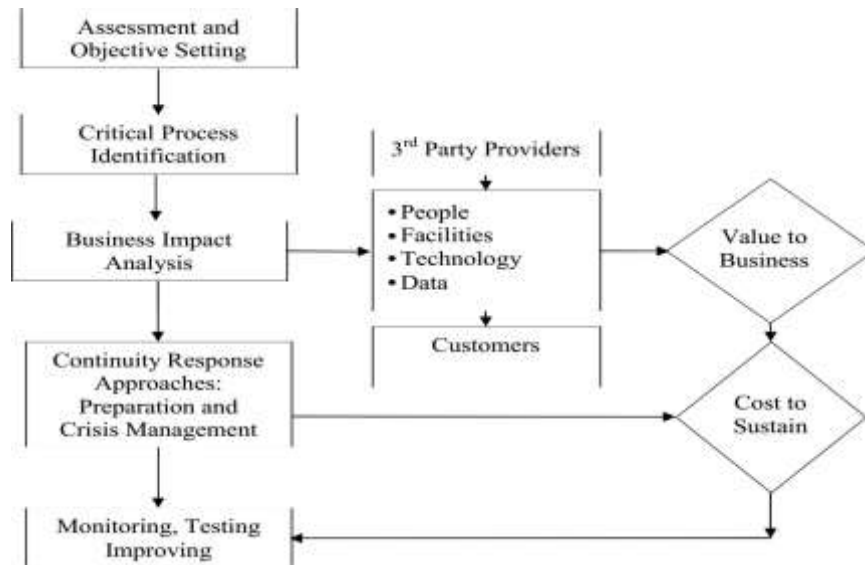 Assessment and
Objective Setting
Critical Process
Identification
3rd Party Providers
Business Impact
Analysis
• People
• Facilities
• Technology
• Data
Value to
Business
Customers
Continuity Response
Approaches:
Preparation and
Crisis Management
Cost to
Sustain
Monitoring, Testing
Improving